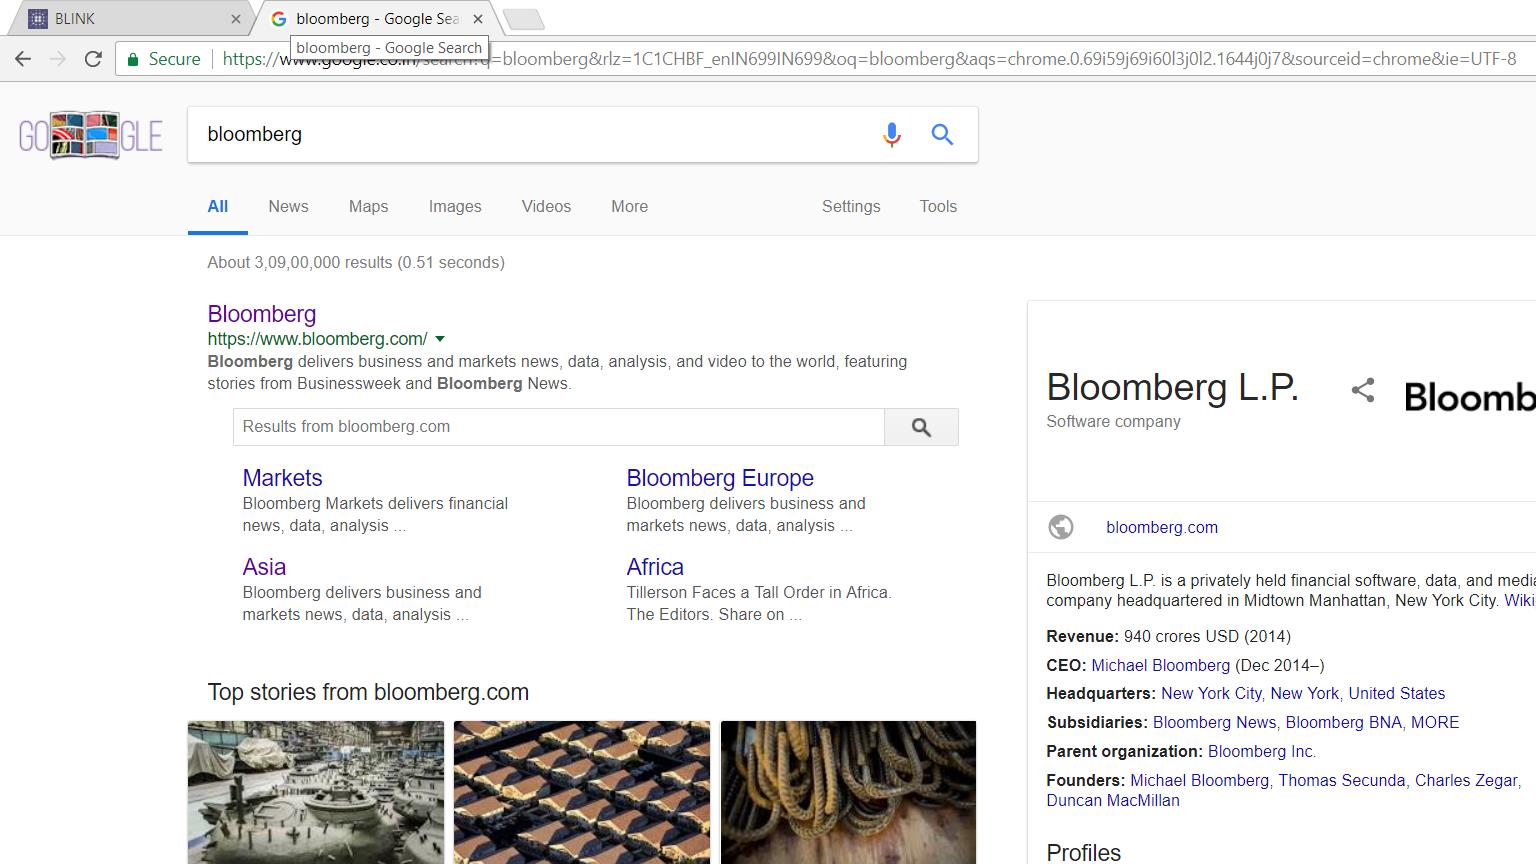 BLINK
bloomberg - Google Sea
bloomberg - Google Search
Secure
https://www.google.co.in/search?q=bloomberg&rlz=1C1CHBF_enIN699IN699&oq=bloomberg&aqs=chrome.0.69i59j69i60l3j0l2.1644j0j7&sourceid=chrome&ie=UTF-8
GO GLE
bloomberg
All News Maps Images Videos More Settings Tools
About 3,09,00,000 results (0.51 seconds)
Bloomberg
https://www.bloomberg.com/
Bloomberg delivers business and markets news, data, analysis, and video to the world, featuring
stories from Businessweek and Bloomberg News.
Results from bloomberg.com
Markets
Bloomberg Markets delivers financial
news, data, analysis ...
Bloomberg Europe
Bloomberg delivers business and
markets news, data, analysis ...
Asia
Bloomberg delivers business and
markets news, data, analysis ...
Africa
Tillerson Faces a Tall Order in Africa.
The Editors. Share on ...
Top stories from bloomberg.com
Bloomberg L.P.
Software company
Bloomb
bloomberg.com
Bloomberg L.P. is a privately held financial software, data, and media
company headquartered in Midtown Manhattan, New York City. Wiki
Revenue: 940 crores USD (2014)
CEO: Michael Bloomberg (Dec 2014–)
Headquarters: New York City, New York, United States
Subsidiaries: Bloomberg News, Bloomberg BNA, MORE
Parent organization: Bloomberg Inc.
Founders: Michael Bloomberg, Thomas Secunda, Charles Zegar,
Duncan MacMillan
Profiles